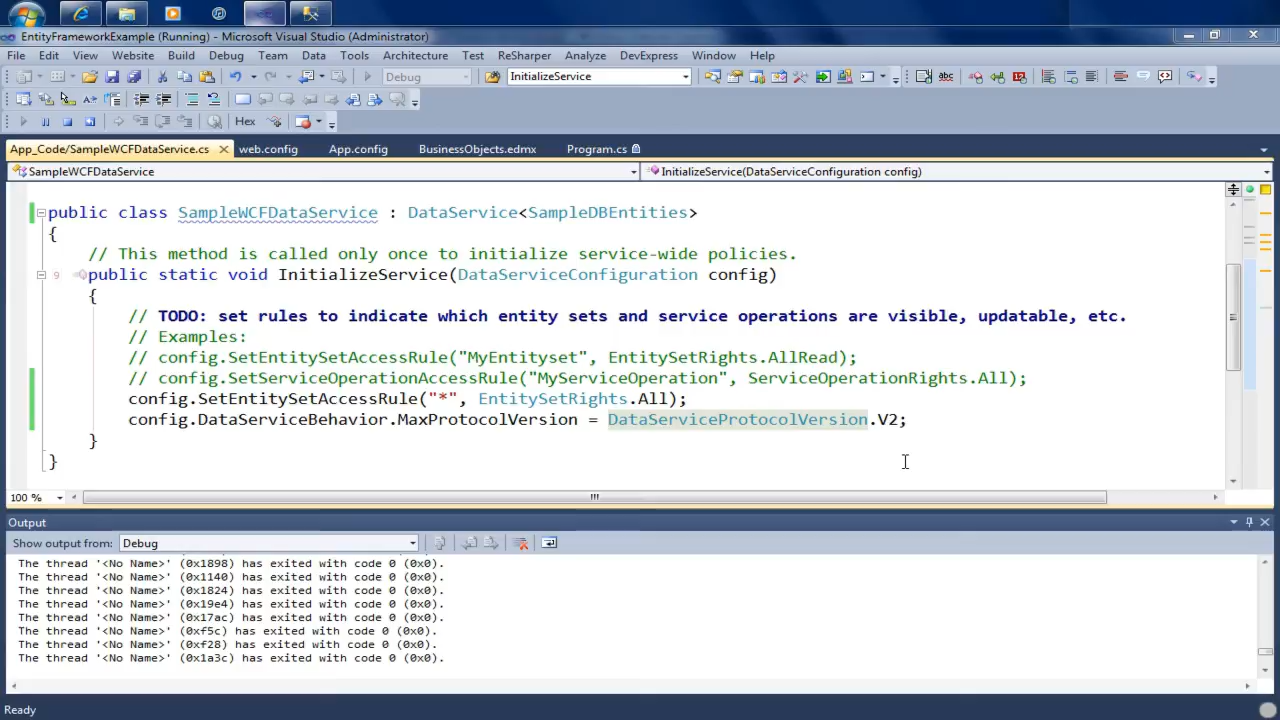 EntityFrameworkExample (Running) - Microsoft Visual Studio (Administrator)
File Edit View Website Build Debug Team Data Tools Architecture Test ReSharper Analyze DevExpress Window Help
Debug InitializeService
Hex
App_Code/SampleWCFDataService.cs web.config App.config BusinessObjects.edmx Program.cs
SampleWCFDataService InitializeService(DataServiceConfiguration config)
public class SampleWCFDataService : DataService<SampleDBEntities>
{
// This method is called only once to initialize service-wide policies.
9 public static void InitializeService(DataServiceConfiguration config)
{
// TODO: set rules to indicate which entity sets and service operations are visible, updatable, etc.
// Examples:
// config.SetEntitySetAccessRule("MyEntityset", EntitySetRights.AllRead);
// config.SetServiceOperationAccessRule("MyServiceOperation", ServiceOperationRights.All);
config.SetEntitySetAccessRule("*", EntitySetRights.All);
config.DataServiceBehavior.MaxProtocolVersion = DataServiceProtocolVersion.V2;
}
}
100 %
Output
Show output from: Debug
The thread '<No Name>' (0x1898) has exited with code 0 (0x0).
The thread '<No Name>' (0x1140) has exited with code 0 (0x0).
The thread '<No Name>' (0x1824) has exited with code 0 (0x0).
The thread '<No Name>' (0x19e4) has exited with code 0 (0x0).
The thread '<No Name>' (0x17ac) has exited with code 0 (0x0).
The thread '<No Name>' (0xf5c) has exited with code 0 (0x0).
The thread '<No Name>' (0xf28) has exited with code 0 (0x0).
The thread '<No Name>' (0x1a3c) has exited with code 0 (0x0).
Ready